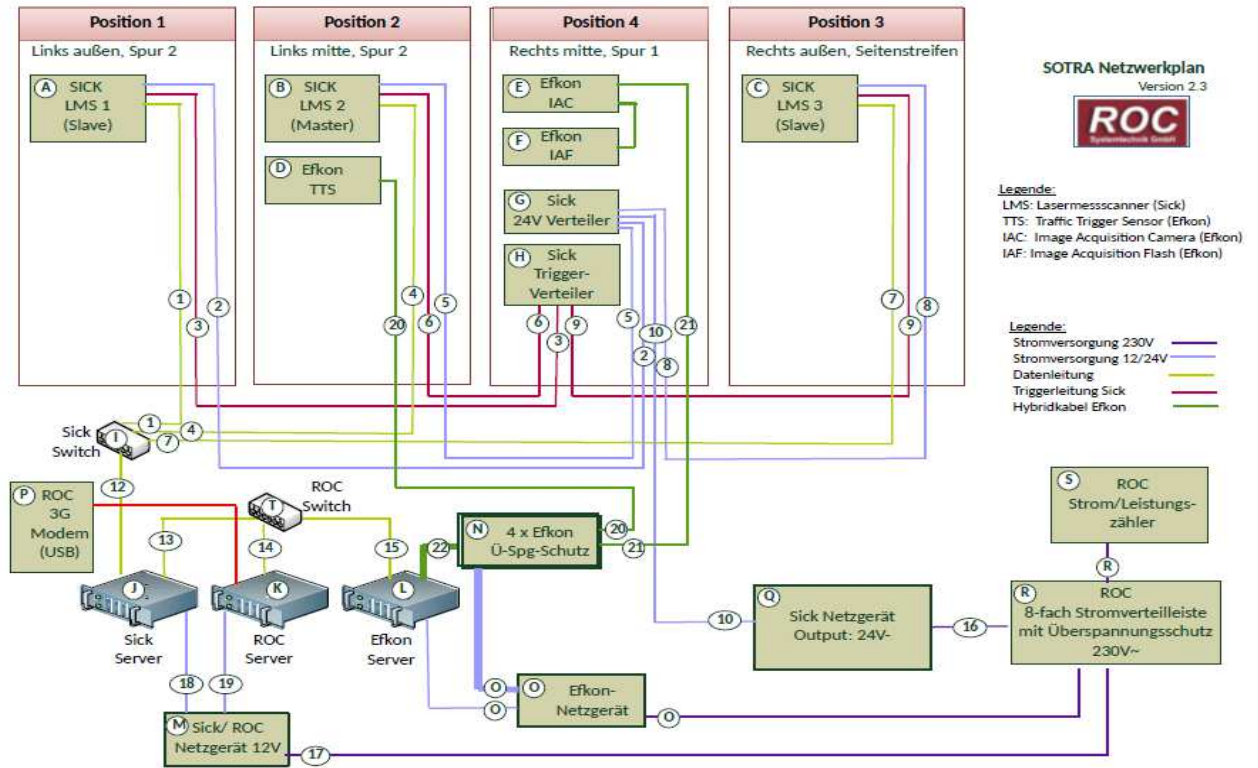 Position 1
Position 2
Position 4
Position 3
Links außen, Spur 2
Links mitte, Spur 2
Rechts mitte, Spur 1
Rechts außen, Seitenstreifen
A
SICK
LMS 1
(Slave)
B
SICK
LMS 2
(Master)
D
Efkon
TTS
E
Efkon
IAC
F
Efkon
IAF
G
Sick
24V Verteiler
H
Sick
Trigger-
Verteiler
C
SICK
LMS 3
(Slave)
SOTRA Netzwerkplan
Version 2.3
ROC
Systemtechnik GmbH
Legende:
LMS: Lasermessscanner (Sick)
TTS: Traffic Trigger Sensor (Efkon)
IAC: Image Acquisition Camera (Efkon)
IAF: Image Acquisition Flash (Efkon)
Legende:
Stromversorgung 230V
Stromversorgung 12/24V
Datenleitung
Triggerleitung Sick
Hybridkabel Efkon
1
2
3
4
5
20
6
6
3
9
5
10
2
8
21
7
8
9
1
4
7
Sick
Switch
I
12
P
ROC
3G
Modem
(USB)
ROC
Switch
T
13
14
15
22
N
4 x Efkon
Ü-Spg-Schutz
20
21
S
ROC
Strom/Leistungs-
zähler
R
J
Sick
Server
K
ROC
Server
L
Efkon
Server
10
Q
Sick Netzgerät
Output: 24V-
16
R
ROC
8-fach Stromverteilleiste
mit Überspannungsschutz
230V~
18
19
O
O
O
Efkon-
Netzgerät
O
M
Sick/ ROC
Netzgerät 12V
17